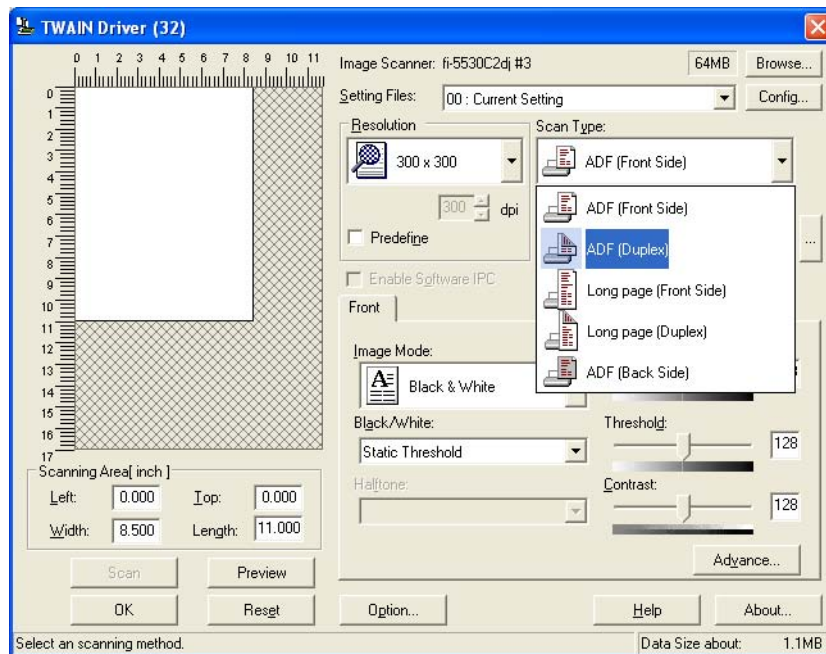 TWAIN Driver (32)
0 1 2 3 4 5 6 7 8 9 10 11
Image Scanner: fi-5530C2dj #3
64MB
Browse...
Setting Files:
00 : Current Setting
Config...
0
1
2
3
4
5
6
7
8
9
10
11
12
13
14
15
16
17
Resolution
300 x 300
300 dpi
Predefine
Scan Type:
ADF (Front Side)
ADF (Front Side)
ADF (Duplex)
Long page (Front Side)
Long page (Duplex)
ADF (Back Side)
...
Enable Software IPC
Front
Image Mode:
Black & White
Black/White:
Static Threshold
Halftone:
Threshold:
128
Contrast:
128
Advance...
Scanning Area[ inch ]
Left: 0.000 Top: 0.000
Width: 8.500 Length: 11.000
Scan
Preview
OK
Reset
Option...
Help
About...
Select an scanning method.
Data Size about: 1.1MB